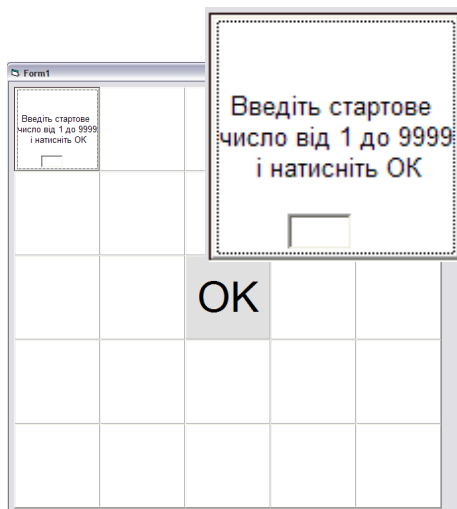 Form1
Введіть стартове
число від 1 до 9999
і натисніть ОК
Введіть стартове
число від 1 до 9999
і натисніть ОК
OK